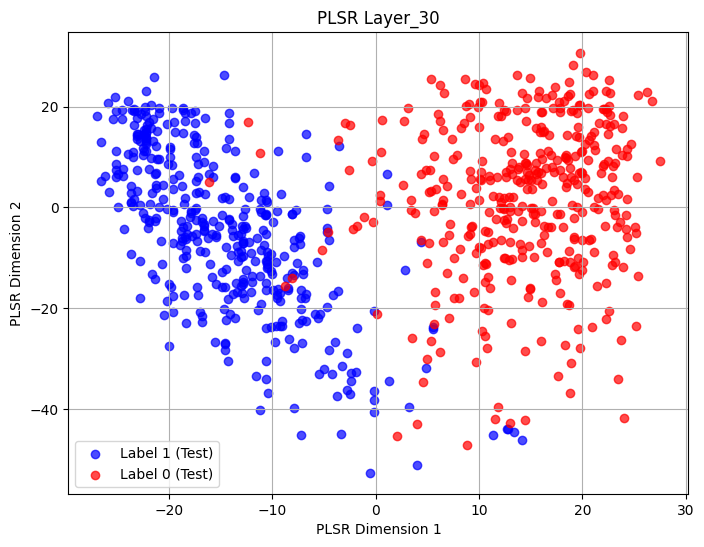 PLSR Layer_30
PLSR Dimension 2
20
0
−20
−40
Label 1 (Test)
Label 0 (Test)
−20 −10 0 10 20 30
PLSR Dimension 1